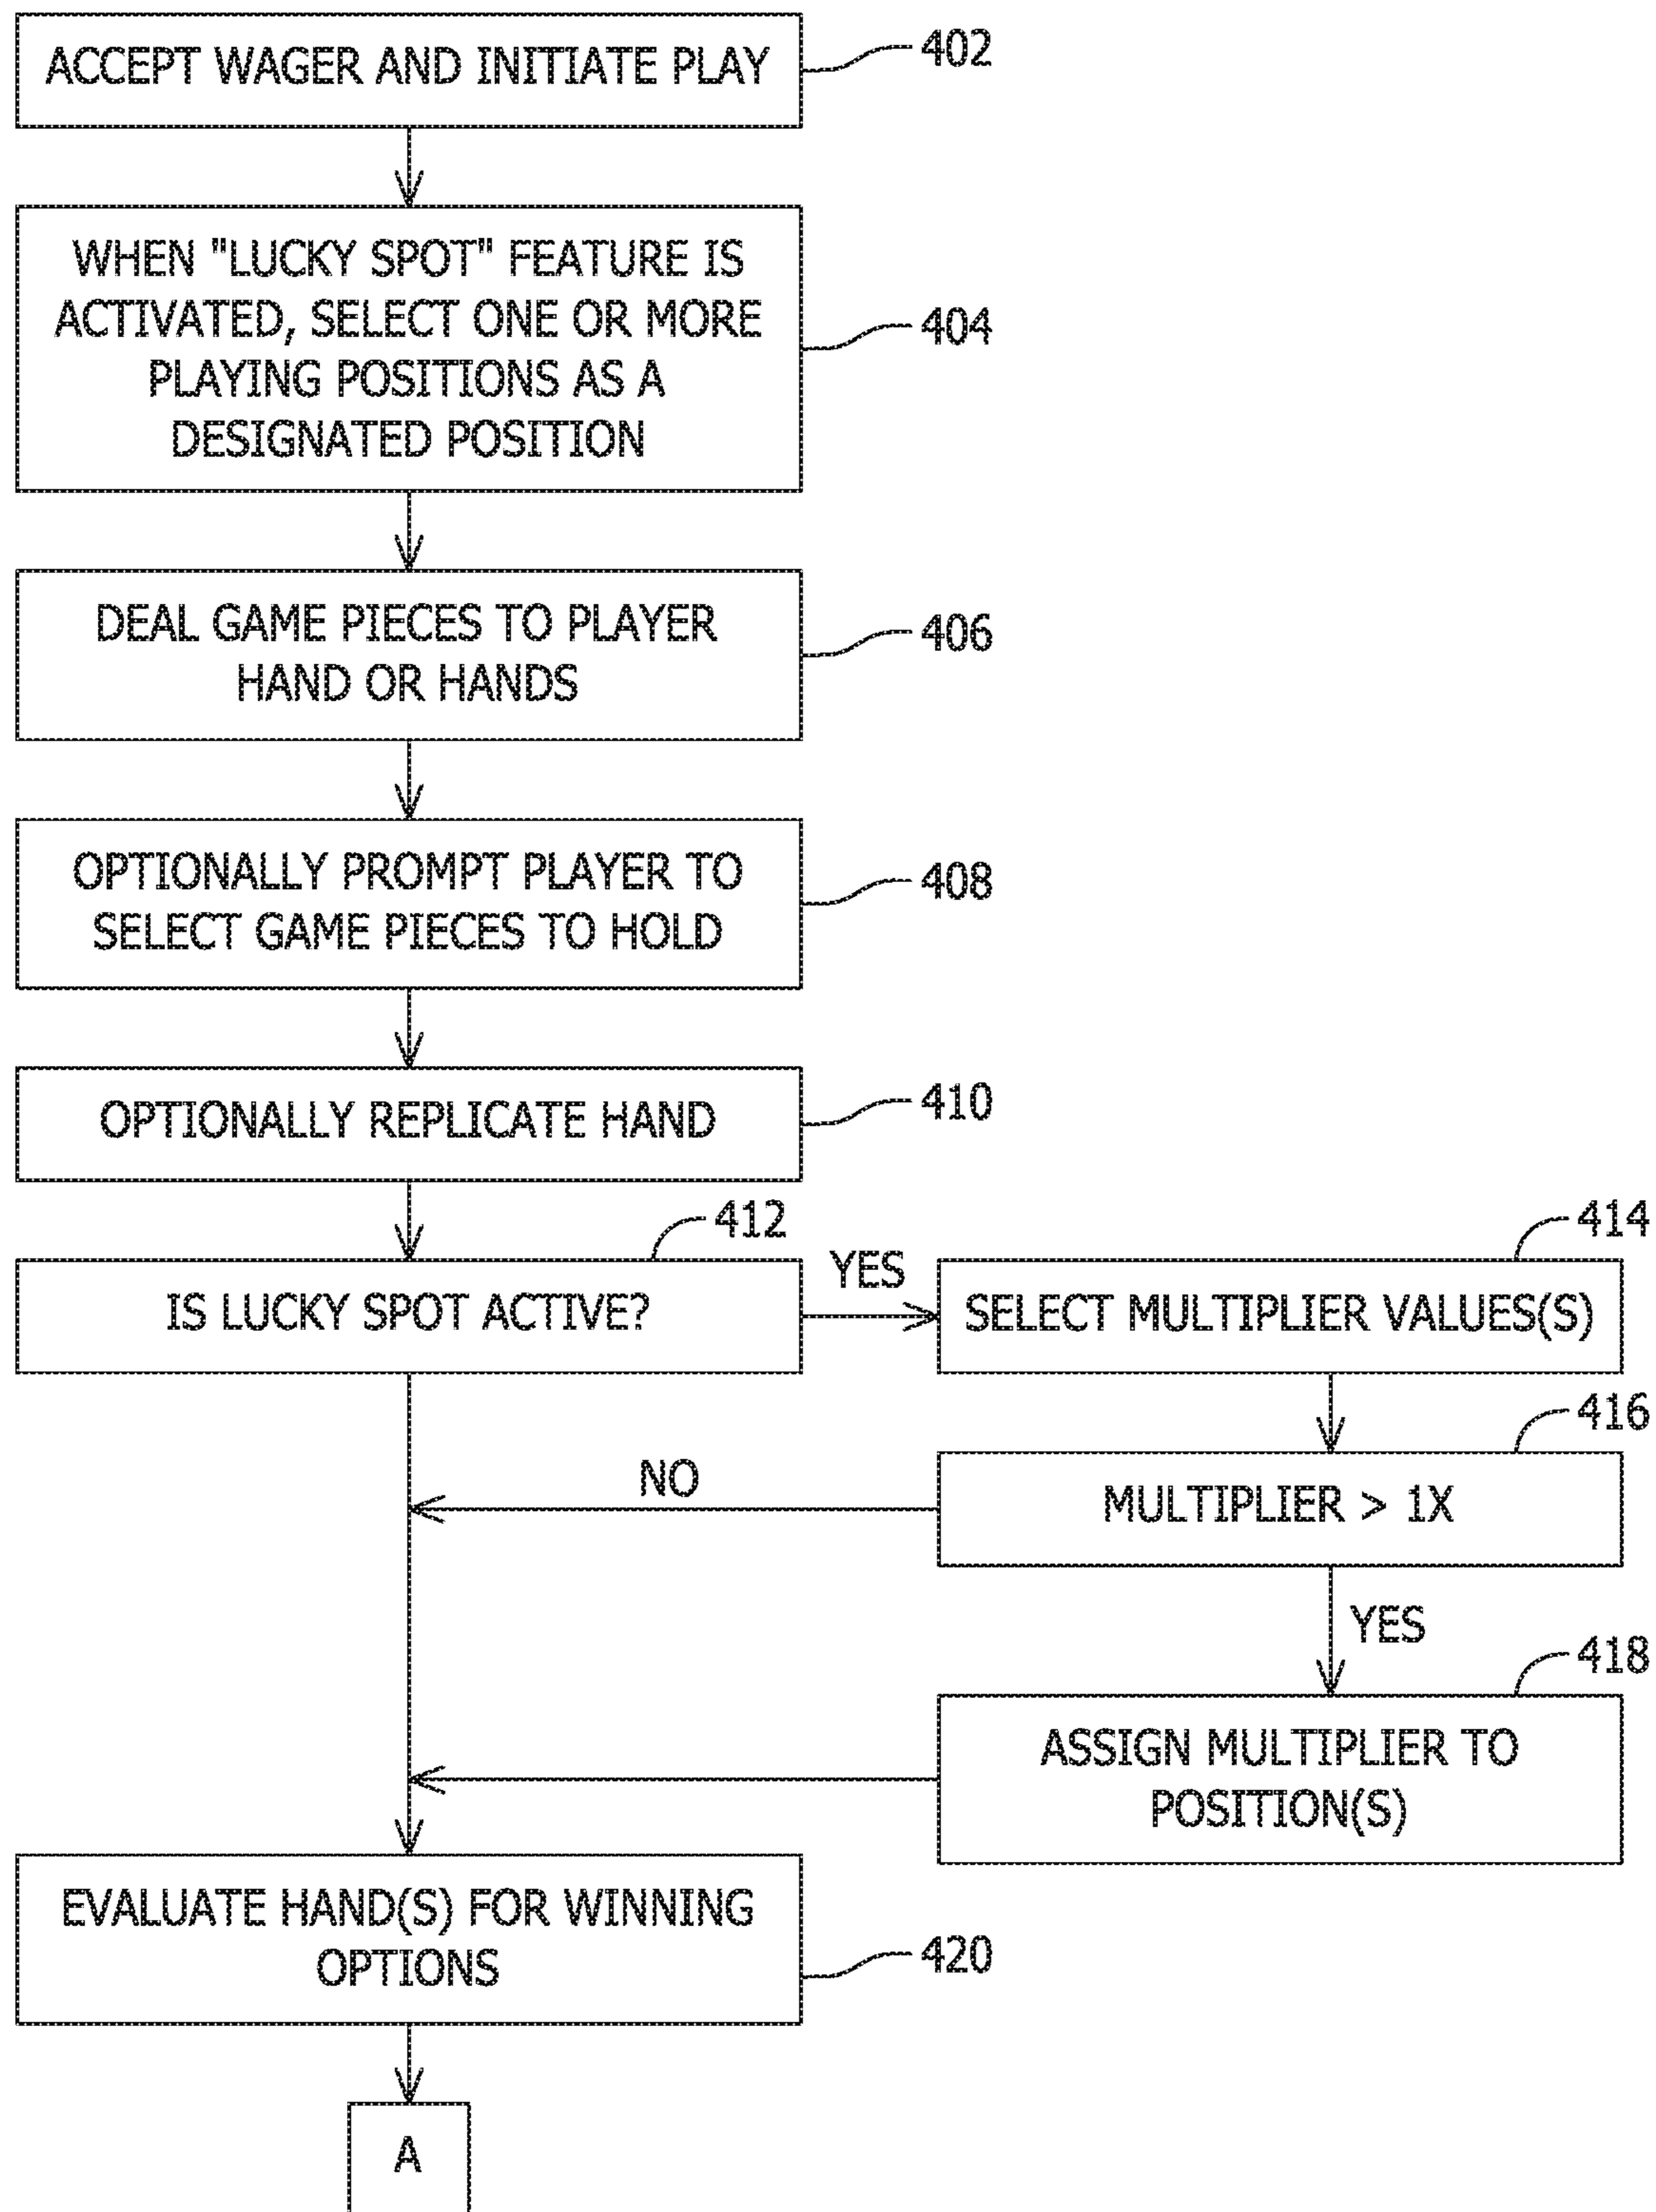 ACCEPT WAGER AND INITIATE PLAY
402
WHEN "LUCKY SPOT" FEATURE IS
ACTIVATED, SELECT ONE OR MORE
PLAYING POSITIONS AS A
DESIGNATED POSITION
404
DEAL GAME PIECES TO PLAYER
HAND OR HANDS
406
OPTIONALLY PROMPT PLAYER TO
SELECT GAME PIECES TO HOLD
408
OPTIONALLY REPLICATE HAND
410
412
IS LUCKY SPOT ACTIVE?
YES
414
SELECT MULTIPLIER VALUES(S)
416
MULTIPLIER > 1X
NO
YES
418
ASSIGN MULTIPLIER TO
POSITION(S)
EVALUATE HAND(S) FOR WINNING
OPTIONS
420
A